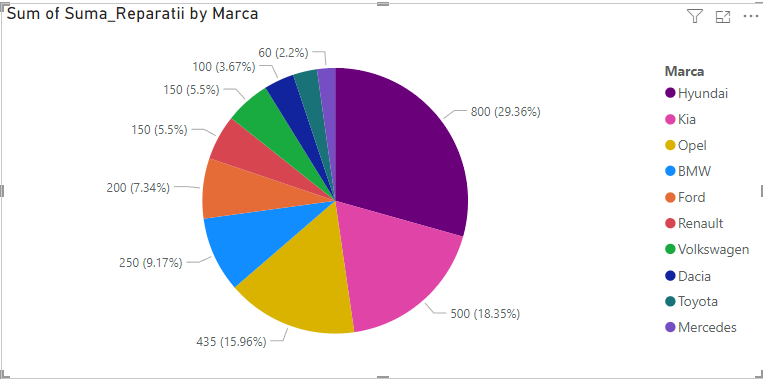 Sum of Suma_Reparatii by Marca
60 (2.2%)
100 (3.67%)
150 (5.5%)
150 (5.5%)
200 (7.34%)
250 (9.17%)
435 (15.96%)
500 (18.35%)
800 (29.36%)
Marca
Hyundai
Kia
Opel
BMW
Ford
Renault
Volkswagen
Dacia
Toyota
Mercedes